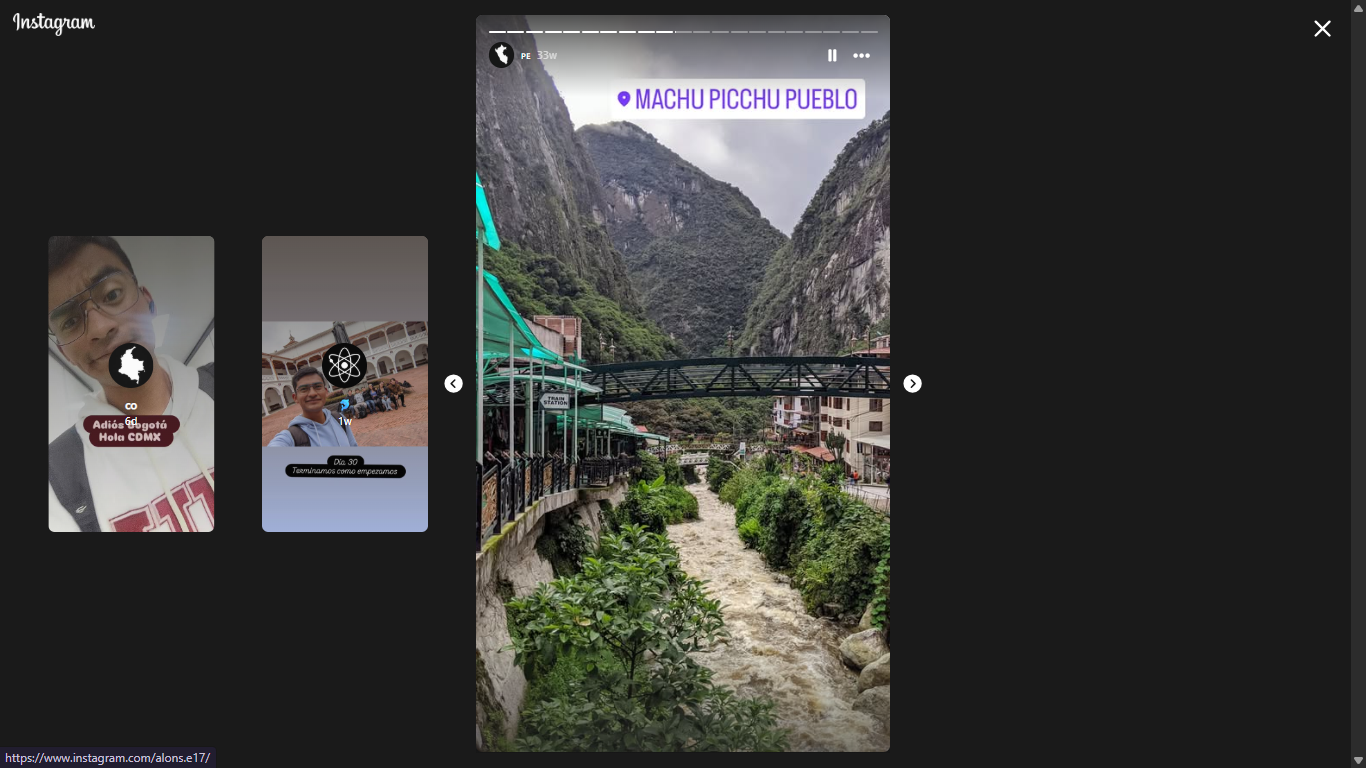 Instagram
PE 33w
MACHU PICCHU PUEBLO
TRAIN
STATION
CO
6d
Adiós Bogotá
Hola CDMX
1w
Día 30
Terminamos como empezamos
https://www.instagram.com/alons.e17/